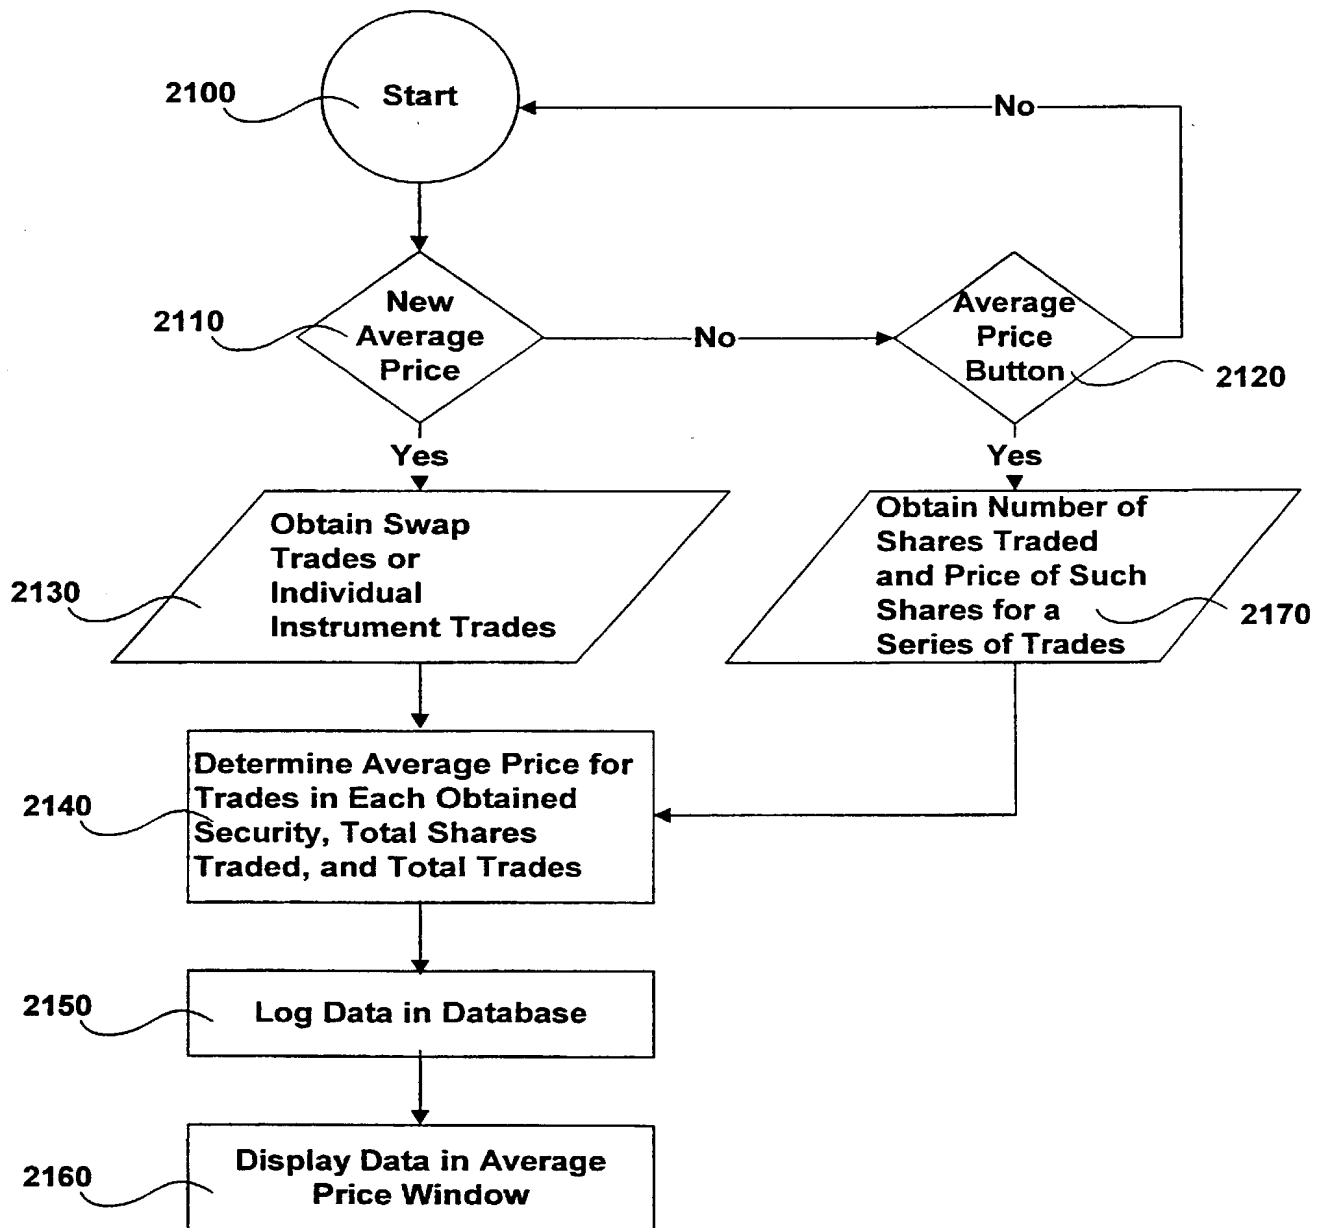 2100
Start
No
2110
New
Average
Price
No
Average
Price
Button
2120
Yes
Yes
2130
Obtain Swap
Trades or
Individual
Instrument Trades
Obtain Number of
Shares Traded
and Price of Such
Shares for a
Series of Trades
2170
2140
Determine Average Price for
Trades in Each Obtained
Security, Total Shares
Traded, and Total Trades
2150
Log Data in Database
2160
Display Data in Average
Price Window